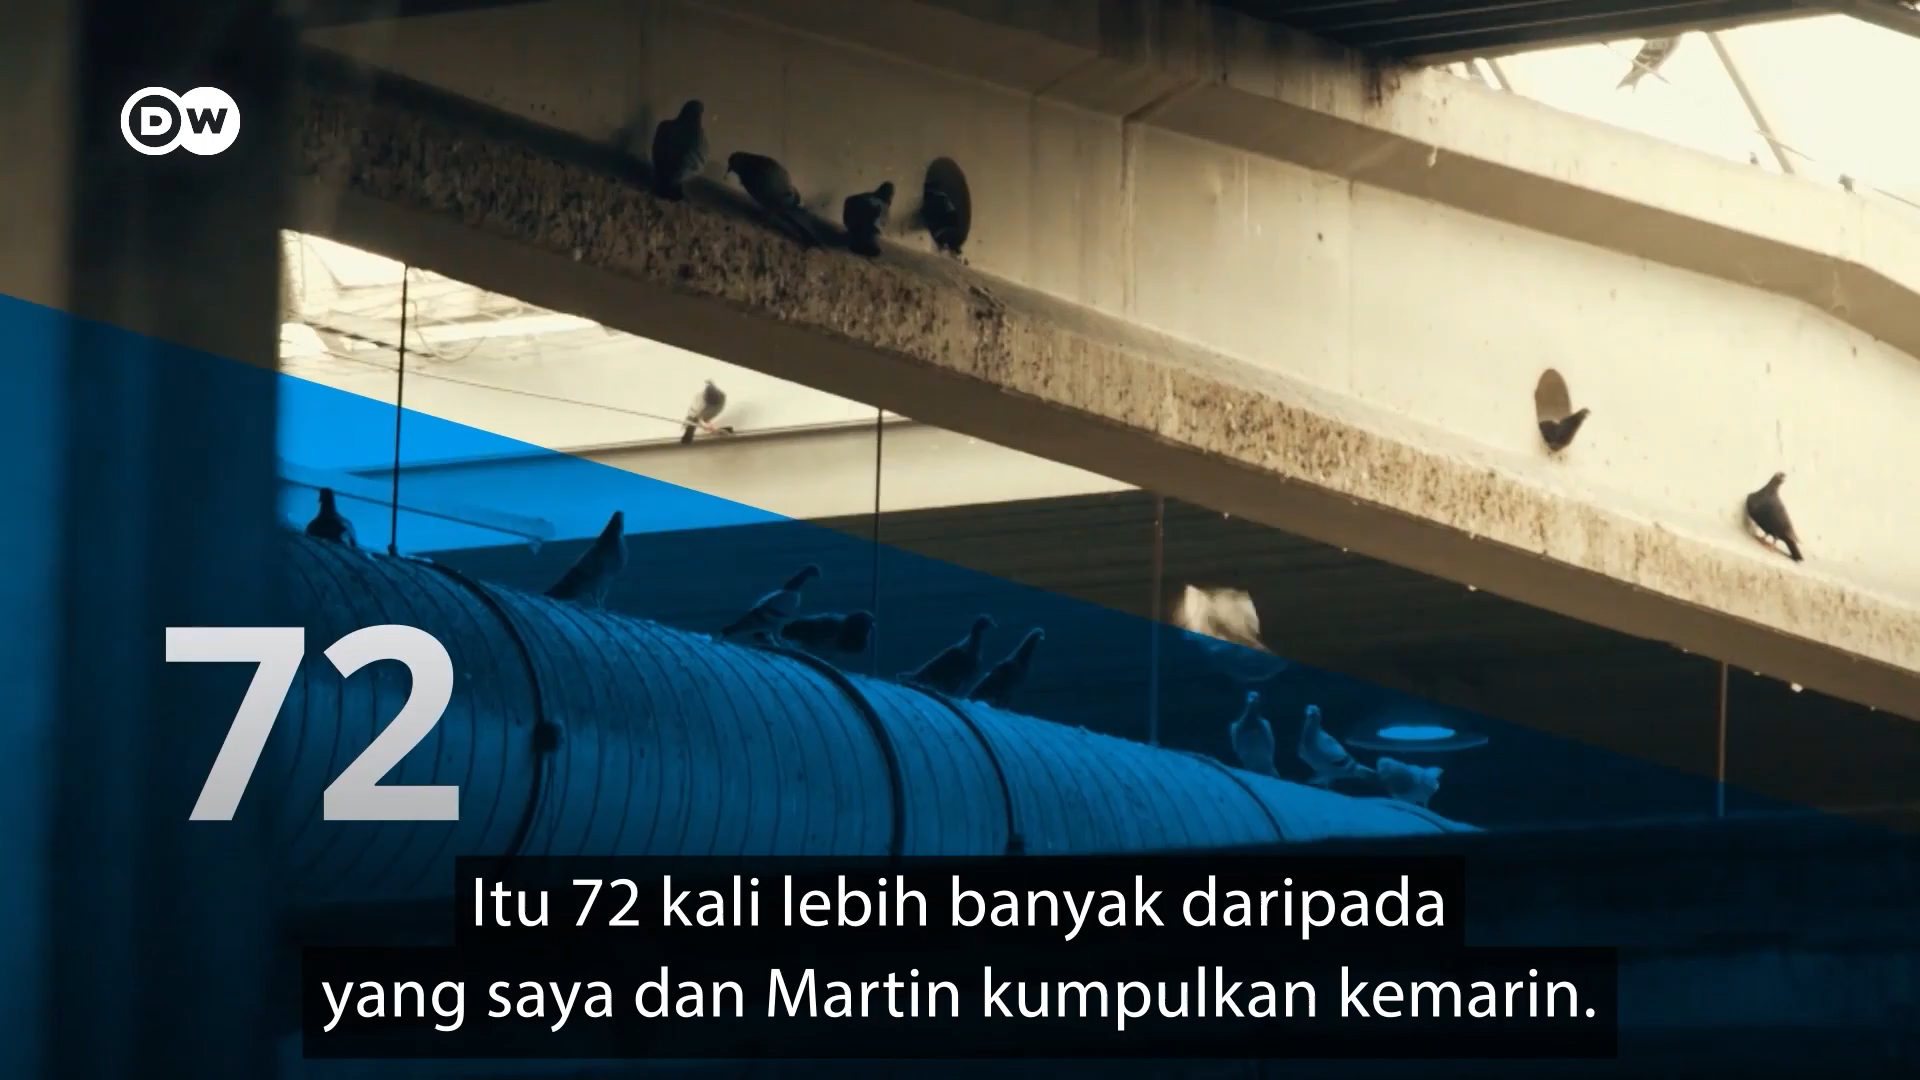 DW
72
Itu 72 kali lebih banyak daripada
yang saya dan Martin kumpulkan kemarin.